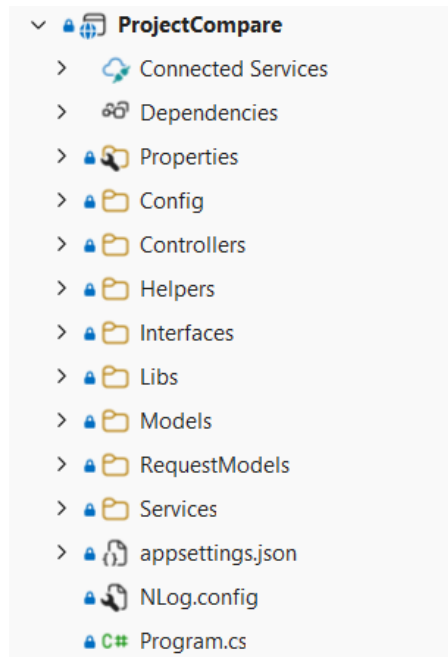 ProjectCompare
Connected Services
Dependencies
Properties
Config
Controllers
Helpers
Interfaces
Libs
Models
RequestModels
Services
appsettings.json
NLog.config
C# Program.cs